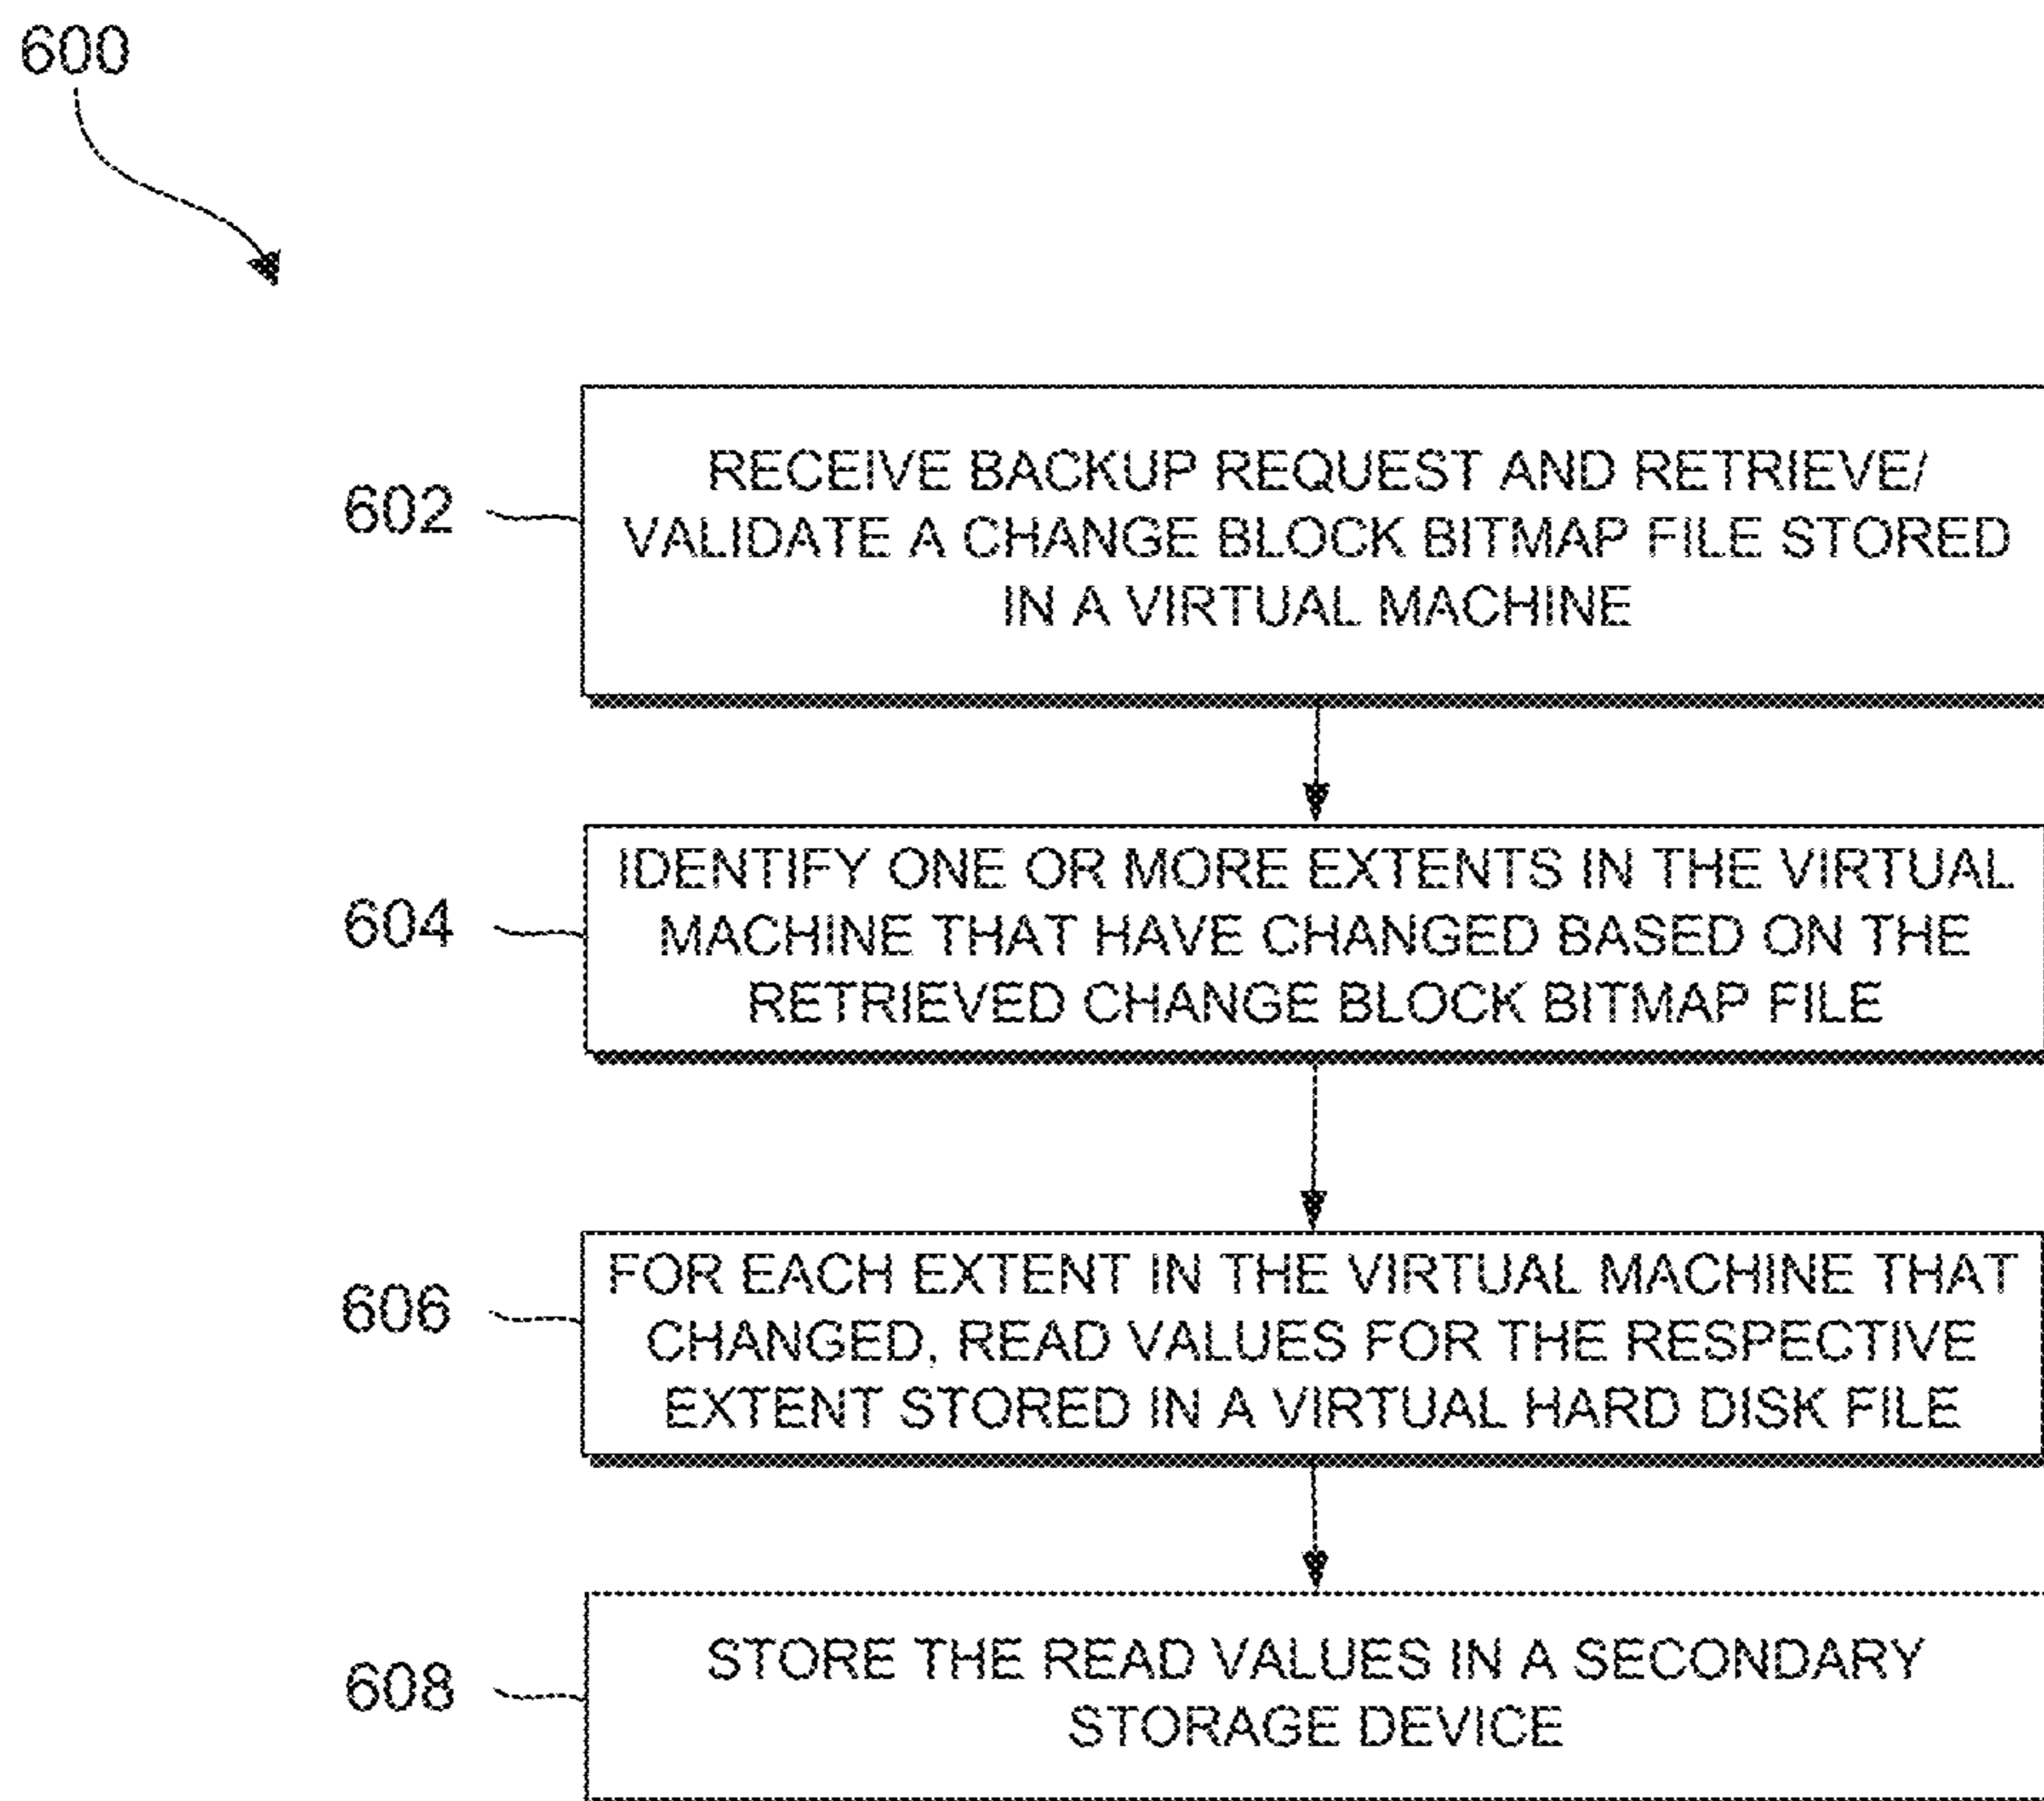 600
602
RECEIVE BACKUP REQUEST AND RETRIEVE/
VALIDATE A CHANGE BLOCK BITMAP FILE STORED
IN A VIRTUAL MACHINE
604
IDENTIFY ONE OR MORE EXTENTS IN THE VIRTUAL
MACHINE THAT HAVE CHANGED BASED ON THE
RETRIEVED CHANGE BLOCK BITMAP FILE
606
FOR EACH EXTENT IN THE VIRTUAL MACHINE THAT
CHANGED, READ VALUES FOR THE RESPECTIVE
EXTENT STORED IN A VIRTUAL HARD DISK FILE
608
STORE THE READ VALUES IN A SECONDARY
STORAGE DEVICE